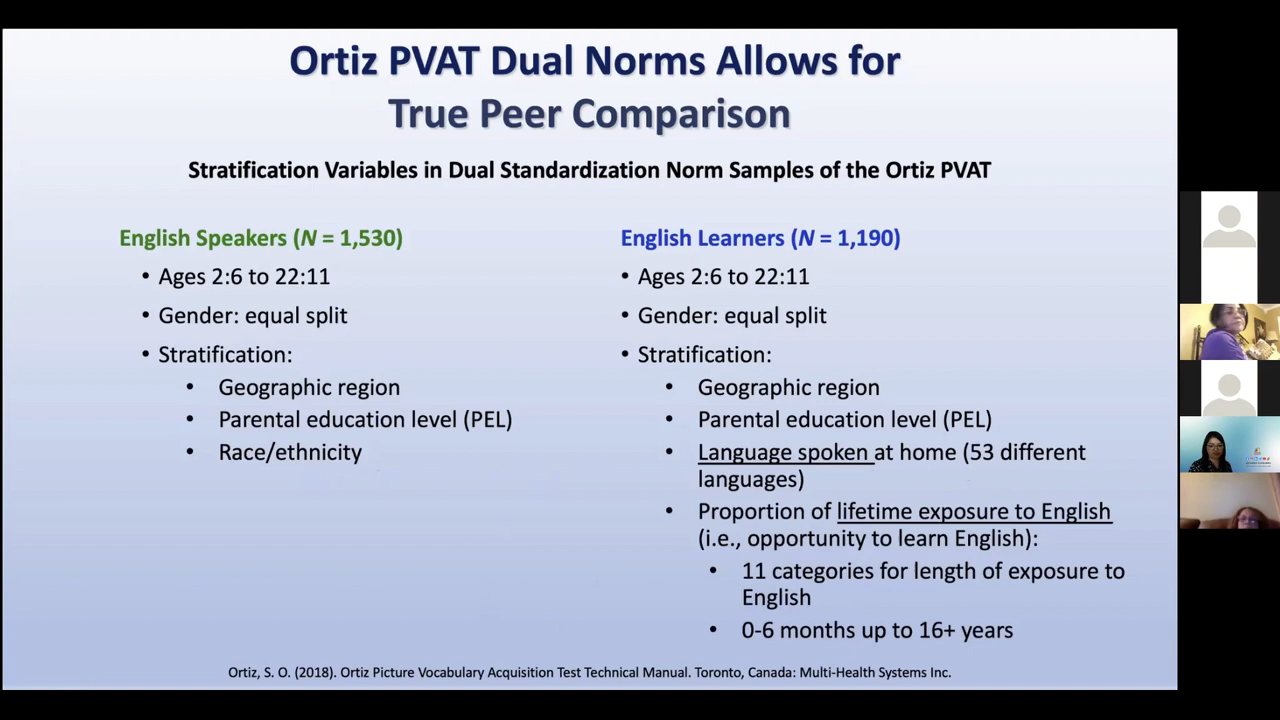 Ortiz PVAT Dual Norms Allows for
True Peer Comparison
Stratification Variables in Dual Standardization Norm Samples of the Ortiz PVAT
English Speakers (N = 1,530)
• Ages 2:6 to 22:11
• Gender: equal split
• Stratification:
• Geographic region
• Parental education level (PEL)
• Race/ethnicity
English Learners (N = 1,190)
• Ages 2:6 to 22:11
• Gender: equal split
• Stratification:
• Geographic region
• Parental education level (PEL)
• Language spoken at home (53 different
languages)
• Proportion of lifetime exposure to English
(i.e., opportunity to learn English):
• 11 categories for length of exposure to
English
• 0-6 months up to 16+ years
Ortiz, S. O. (2018). Ortiz Picture Vocabulary Acquisition Test Technical Manual. Toronto, Canada: Multi-Health Systems Inc.